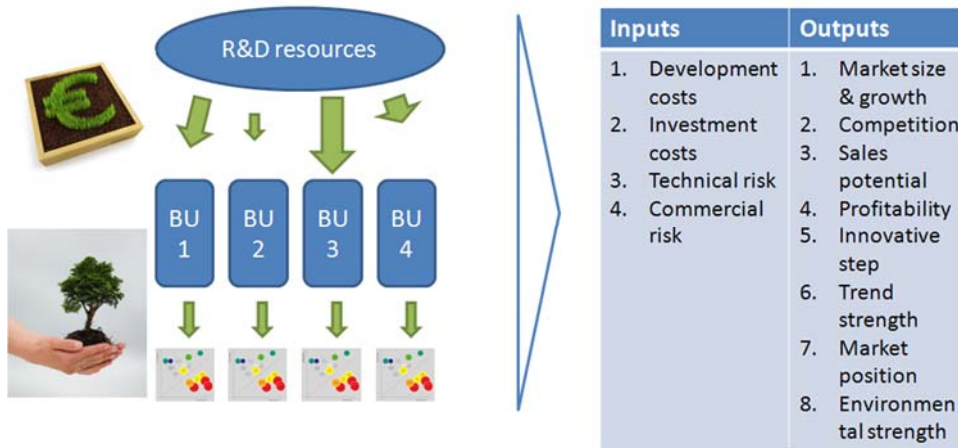 R&D resources
BU
1
BU
2
BU
3
BU
4
Inputs
1. Development
costs
2. Investment
costs
3. Technical risk
4. Commercial
risk
Outputs
1. Market size
& growth
2. Competition
3. Sales
potential
4. Profitability
5. Innovative
step
6. Trend
strength
7. Market
position
8. Environmen
tal strength